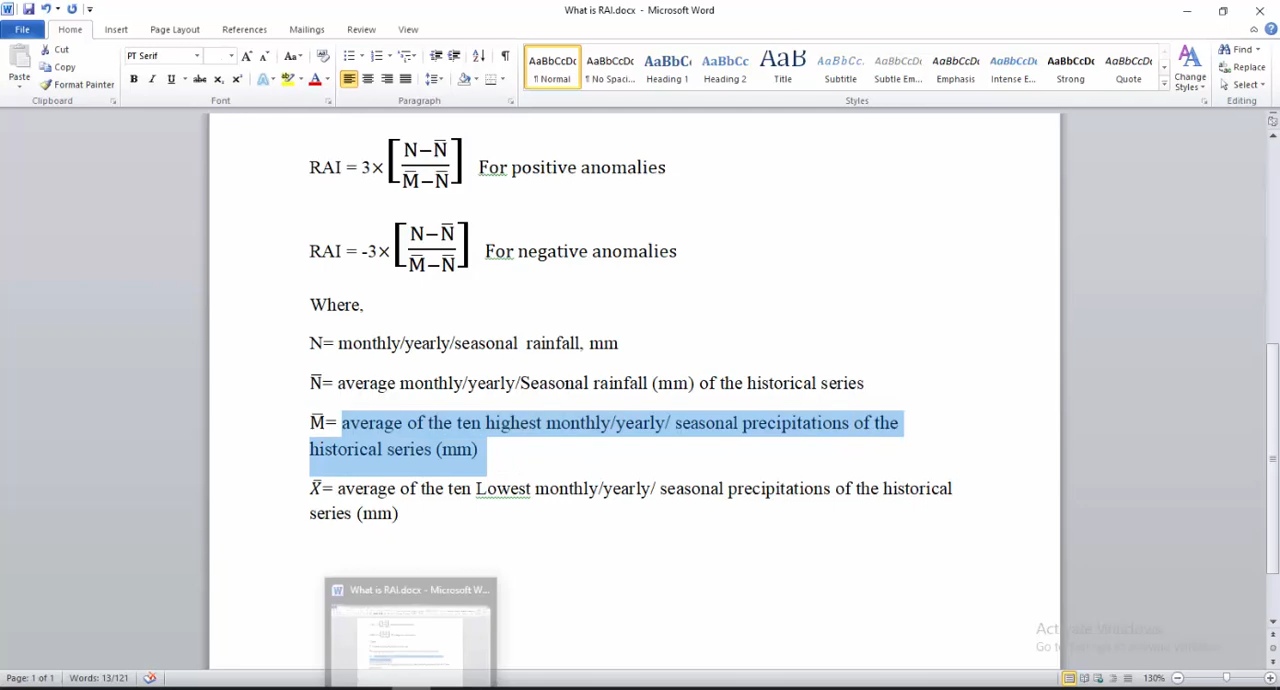 What is RAI.docx - Microsoft Word
File Home Insert Page Layout References Mailings Review View
Paste
Cut
Copy
Format Painter
Clipboard
PT Serif
Font
Paragraph
AaBbCcDc AaBbCcDc AaBbC AaBbCc AaB AaBbCc. AaBbCcDc AaBbCcDc AaBbCcDc AaBbCcDc AaBbCcDc
¶ Normal ¶ No Spaci... Heading 1 Heading 2 Title Subtitle Subtle Em... Emphasis Intense E... Strong Quote
Styles
Change Styles
Find
Replace
Select
Editing
RAI = 3×[(N−N̅)/(M̅−N̅)] For positive anomalies
RAI = -3×[(N−N̅)/(M̅−N̅)] For negative anomalies
Where,
N= monthly/yearly/seasonal rainfall, mm
N̅= average monthly/yearly/Seasonal rainfall (mm) of the historical series
M̅= average of the ten highest monthly/yearly/ seasonal precipitations of the
historical series (mm)
X̅= average of the ten Lowest monthly/yearly/ seasonal precipitations of the historical
series (mm)
What is RAI.docx - Microsoft W...
Activate Windows
Page: 1 of 1 Words: 13/121 130%